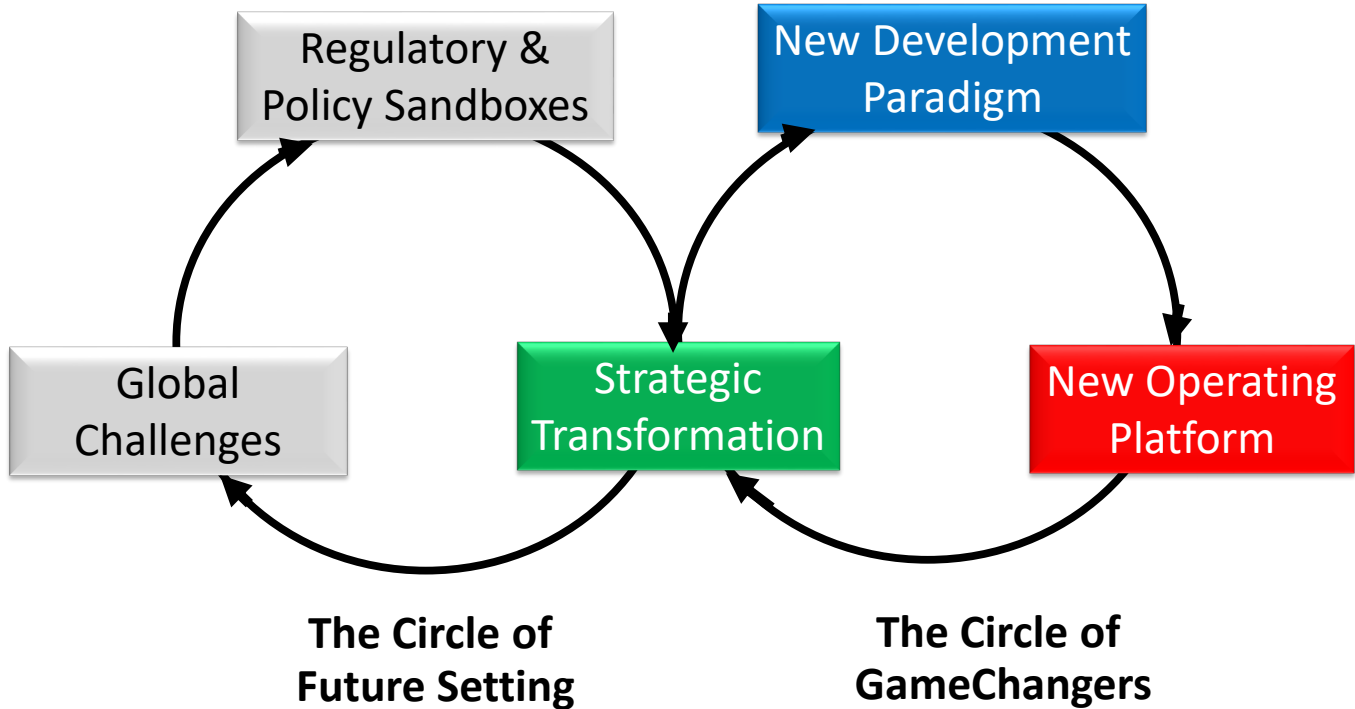 Regulatory &
Policy Sandboxes
New Development
Paradigm
Global
Challenges
Strategic
Transformation
New Operating
Platform
The Circle of
Future Setting
The Circle of
GameChangers